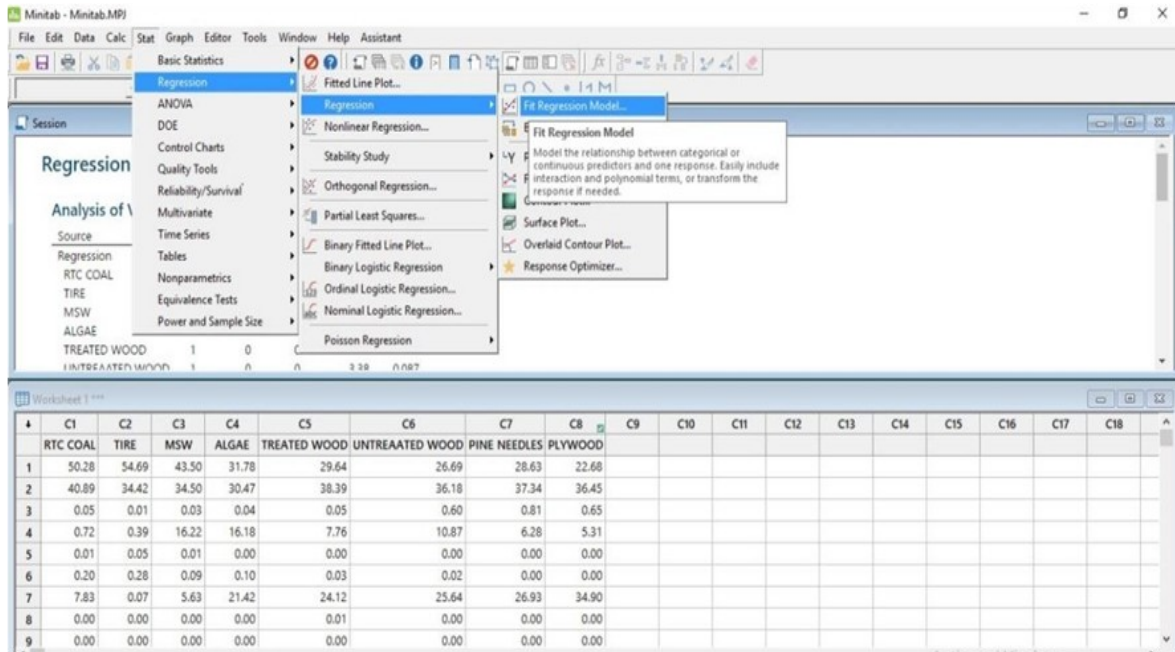 Minitab - Minitab.MPJ
File Edit Data Calc Stat Graph Editor Tools Window Help Assistant
Basic Statistics
Regression
ANOVA
DOE
Control Charts
Quality Tools
Reliability/Survival
Multivariate
Time Series
Tables
Nonparametrics
Equivalence Tests
Power and Sample Size
Fitted Line Plot...
Regression
Nonlinear Regression...
Stability Study
Orthogonal Regression...
Partial Least Squares...
Binary Fitted Line Plot...
Binary Logistic Regression
Ordinal Logistic Regression...
Nominal Logistic Regression...
Poisson Regression
Fit Regression Model...
Fit Regression Model
Model the relationship between categorical or
continuous predictors and one response. Easily include
interaction and polynomial terms, or transform the
response if needed.
Surface Plot...
Overlaid Contour Plot...
Response Optimizer...
Session
Regression
Analysis of
Source
Regression
RTC COAL
TIRE
MSW
ALGAE
TREATED WOOD 1 0
UNTREAATED WOOD 1 0 0 3.38 0.087
Worksheet 1 ***
C1 C2 C3 C4 C5 C6 C7 C8 C9 C10 C11 C12 C13 C14 C15 C16 C17 C18
RTC COAL TIRE MSW ALGAE TREATED WOOD UNTREAATED WOOD PINE NEEDLES PLYWOOD
1 50.28 54.69 43.50 31.78 29.64 26.69 28.63 22.68
2 40.89 34.42 34.50 30.47 38.39 36.18 37.34 36.45
3 0.05 0.01 0.03 0.04 0.05 0.60 0.81 0.65
4 0.72 0.39 16.22 16.18 7.76 10.87 6.28 5.31
5 0.01 0.05 0.01 0.00 0.00 0.00 0.00 0.00
6 0.20 0.28 0.09 0.10 0.03 0.02 0.00 0.00
7 7.83 0.07 5.63 21.42 24.12 25.64 26.93 34.90
8 0.00 0.00 0.00 0.00 0.01 0.00 0.00 0.00
9 0.00 0.00 0.00 0.00 0.00 0.00 0.00 0.00